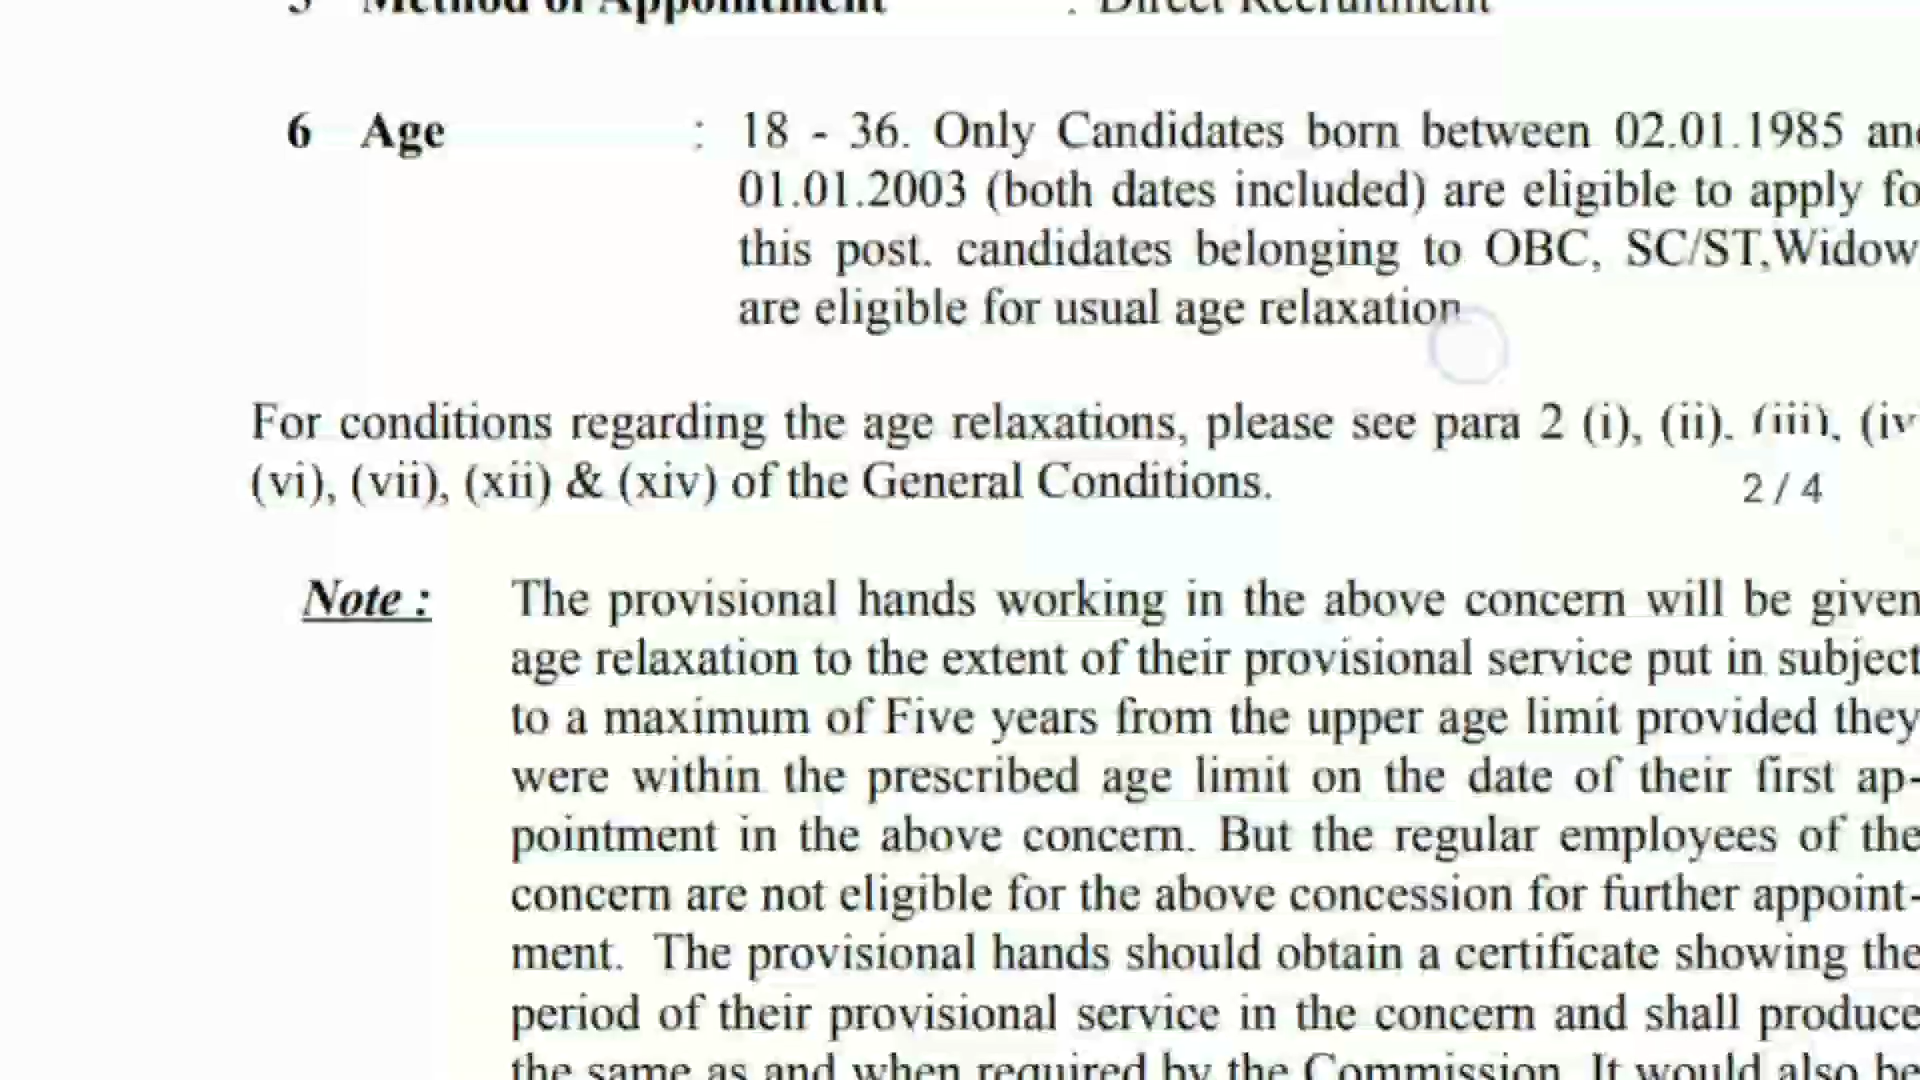 5 Method of Appointment : Direct Recruitment
6 Age : 18 - 36. Only Candidates born between 02.01.1985 and
01.01.2003 (both dates included) are eligible to apply fo
this post. candidates belonging to OBC, SC/ST,Widow
are eligible for usual age relaxation
For conditions regarding the age relaxations, please see para 2 (i), (ii), (iii), (iv
(vi), (vii), (xii) & (xiv) of the General Conditions.
2 / 4
Note : The provisional hands working in the above concern will be given
age relaxation to the extent of their provisional service put in subject
to a maximum of Five years from the upper age limit provided they
were within the prescribed age limit on the date of their first ap-
pointment in the above concern. But the regular employees of the
concern are not eligible for the above concession for further appoint-
ment. The provisional hands should obtain a certificate showing the
period of their provisional service in the concern and shall produce
the same as and when required by the Commission. It would also be